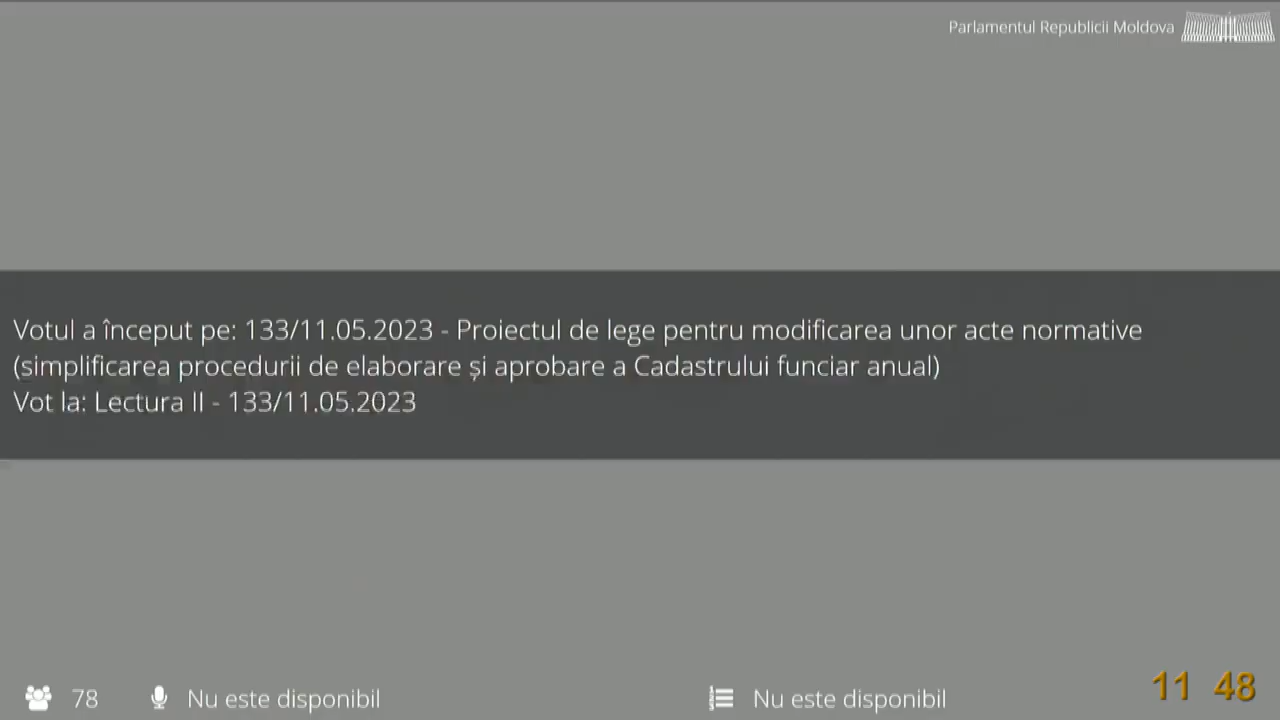 Parlamentul Republicii Moldova
Votul a început pe: 133/11.05.2023 - Proiectul de lege pentru modificarea unor acte normative
(simplificarea procedurii de elaborare și aprobare a Cadastrului funciar anual)
Vot la: Lectura II - 133/11.05.2023
78 Nu este disponibil Nu este disponibil 11 48